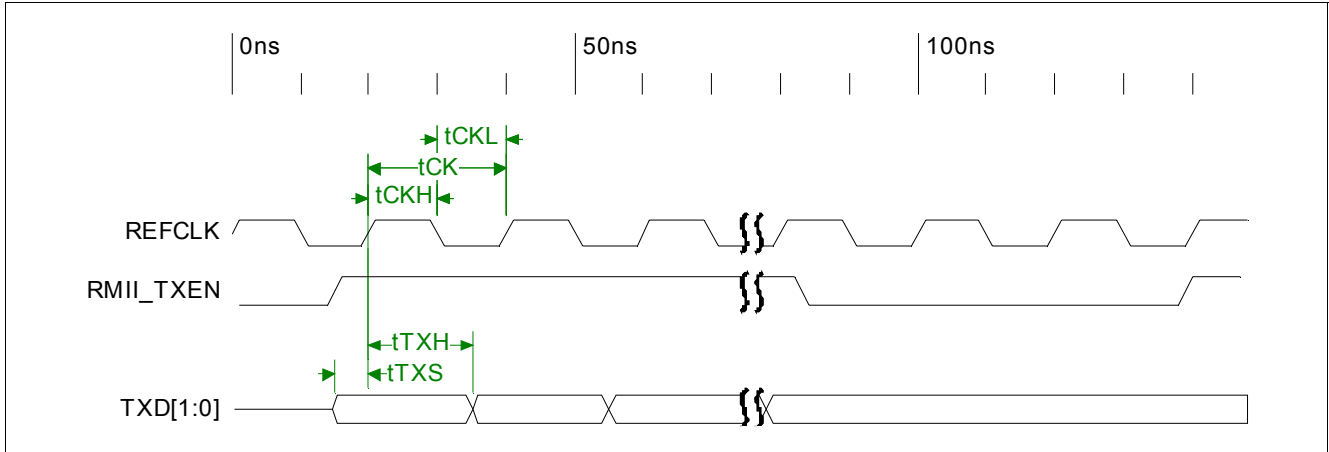 0ns 50ns 100ns
tCKL
tCK
tCKH
REFCLK
RMII_TXEN
tTXH
tTXS
TXD[1:0]